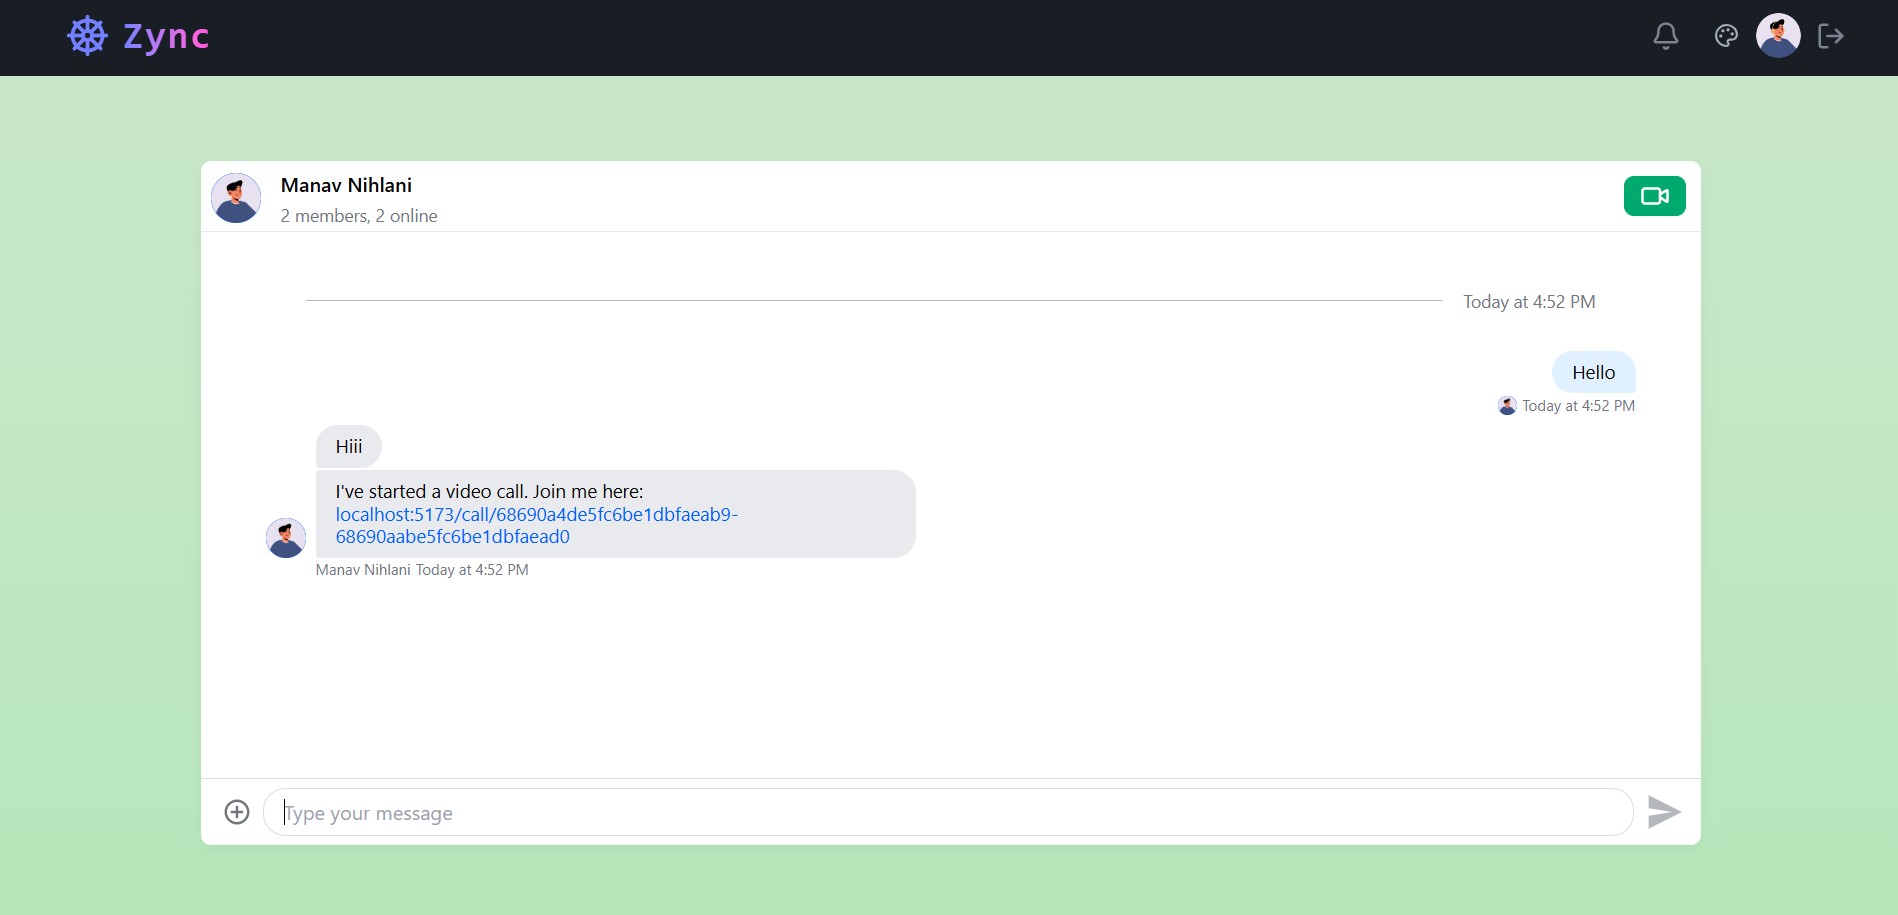 Zync
Manav Nihlani
2 members, 2 online
Today at 4:52 PM
Hello
Today at 4:52 PM
Hiii
I've started a video call. Join me here:
localhost:5173/call/68690a4de5fc6be1dbfaeab9-
68690aabe5fc6be1dbfaead0
Manav Nihlani Today at 4:52 PM
Type your message